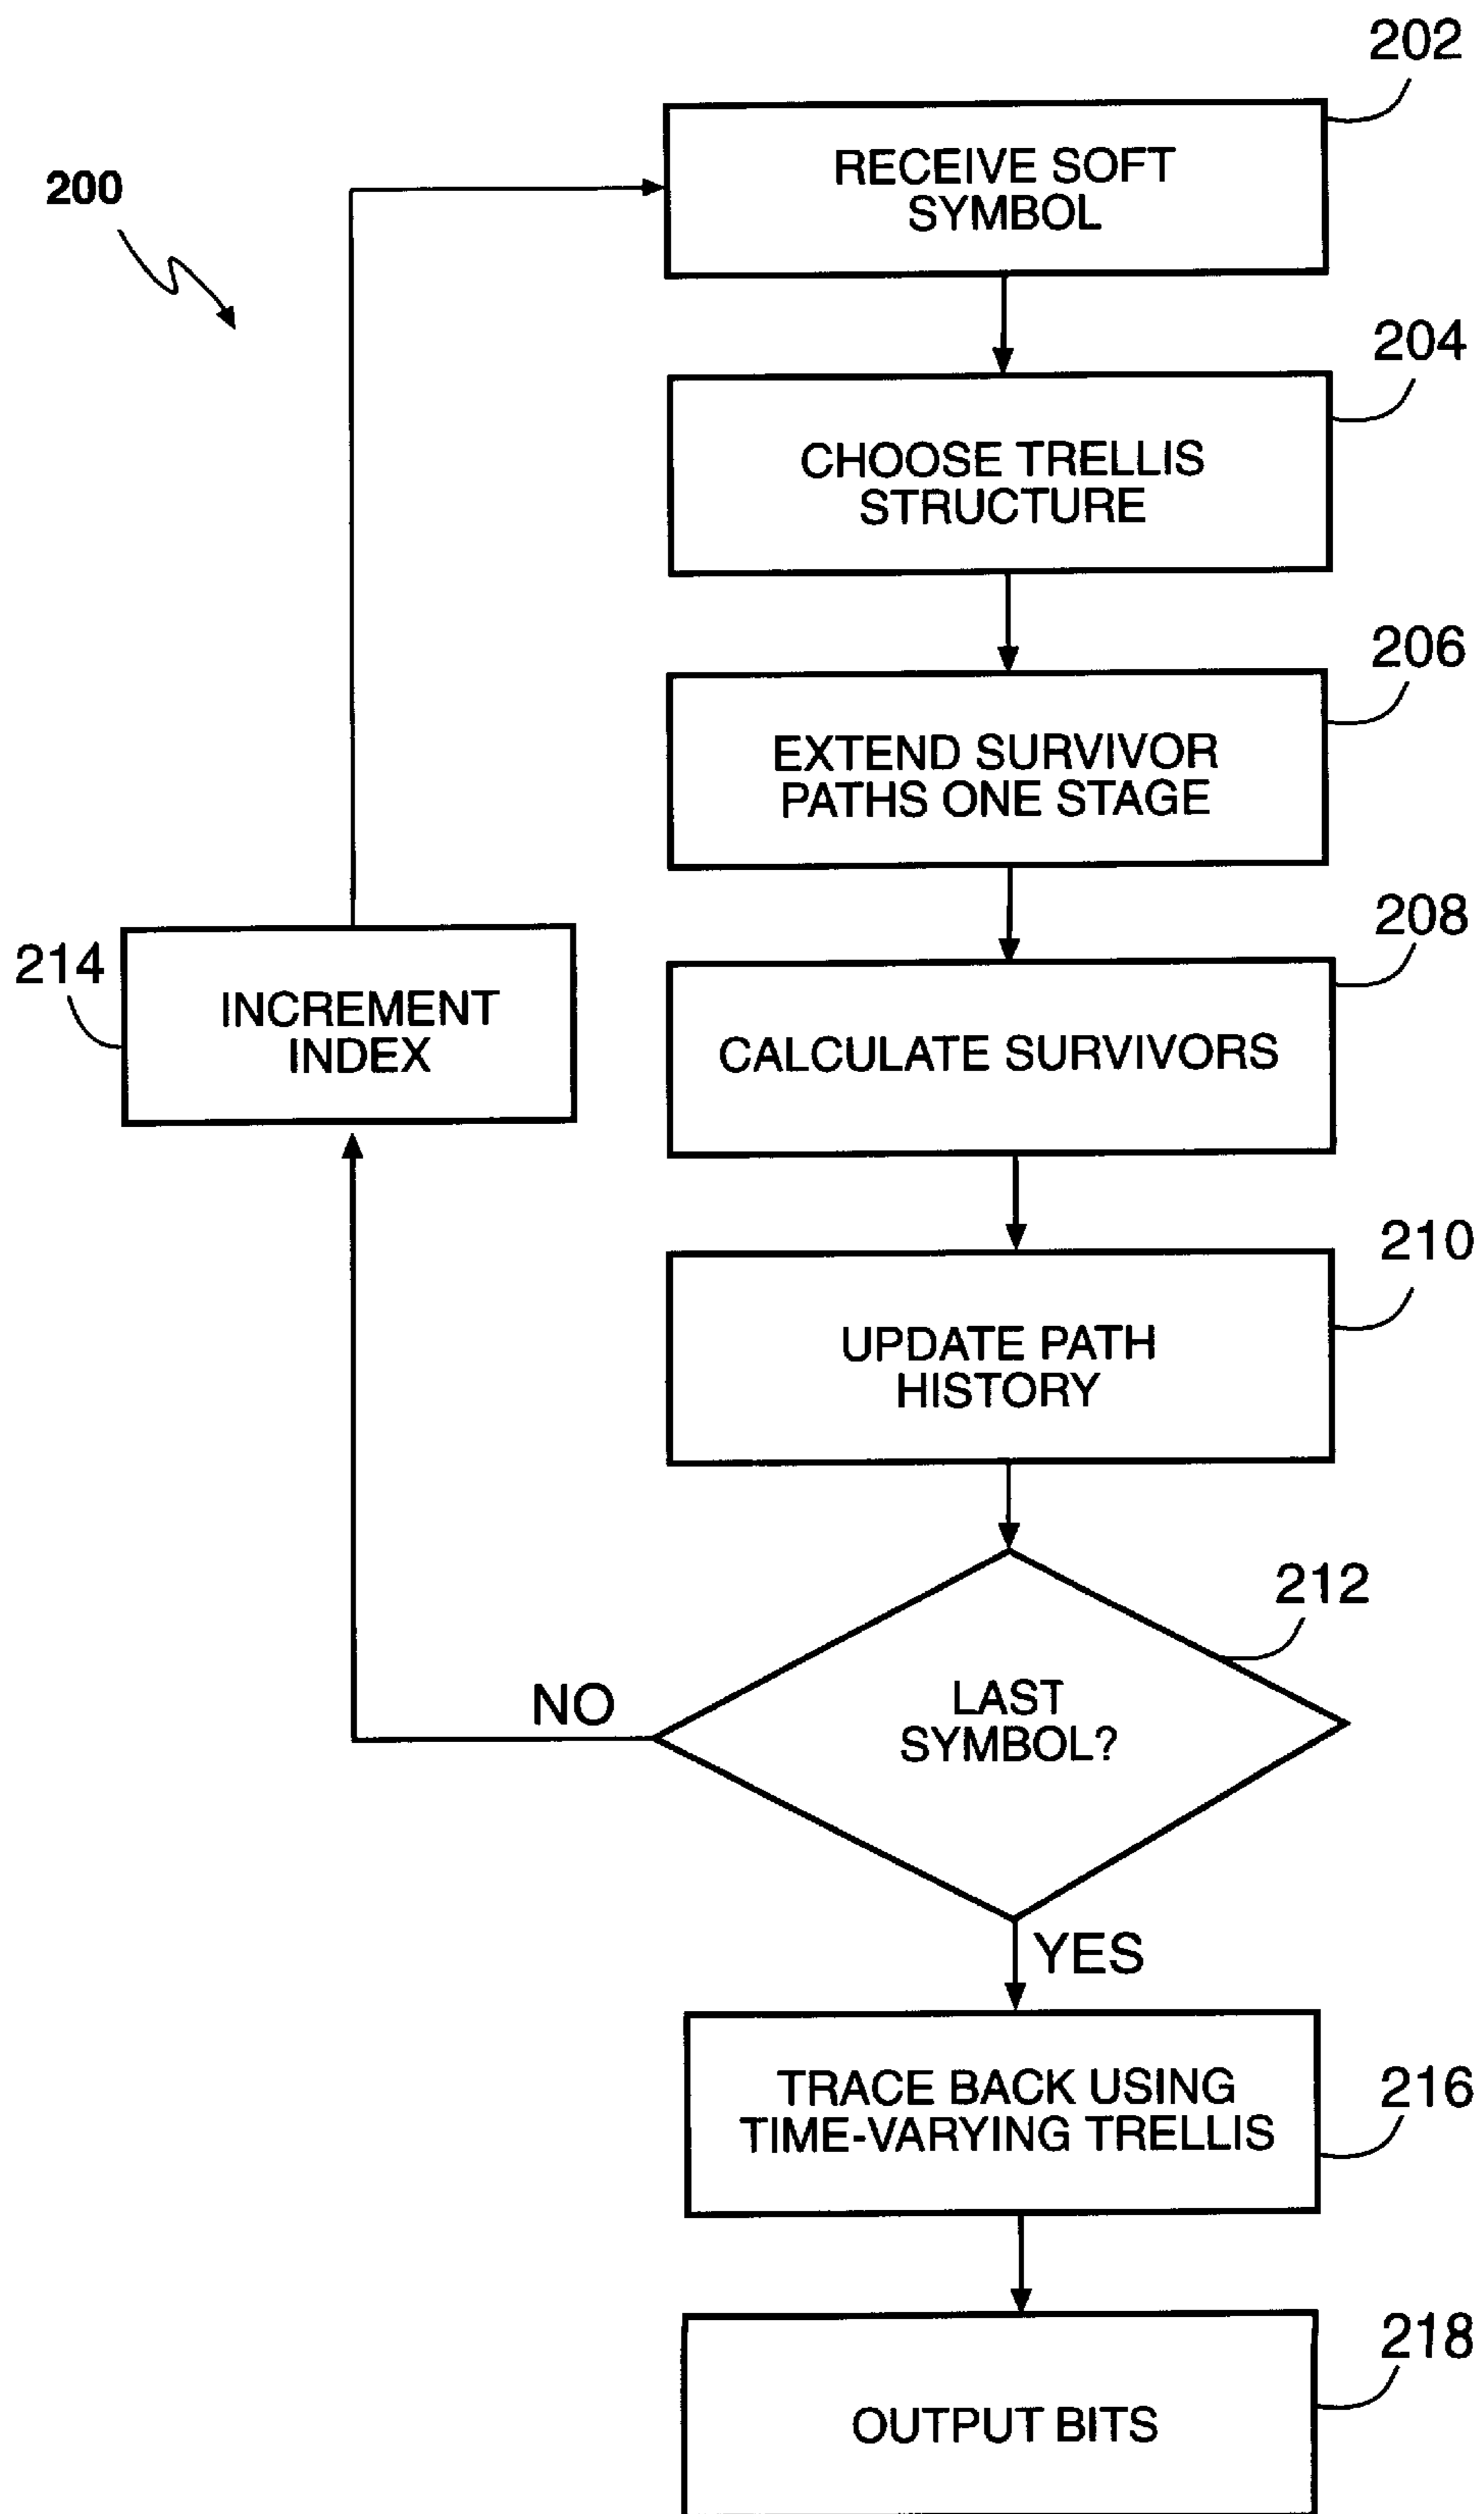 202
200
RECEIVE SOFT
SYMBOL
204
CHOOSE TRELLIS
STRUCTURE
206
EXTEND SURVIVOR
PATHS ONE STAGE
208
214
INCREMENT
INDEX
CALCULATE SURVIVORS
210
UPDATE PATH
HISTORY
212
NO
LAST
SYMBOL?
YES
TRACE BACK USING
TIME-VARYING TRELLIS
216
218
OUTPUT BITS